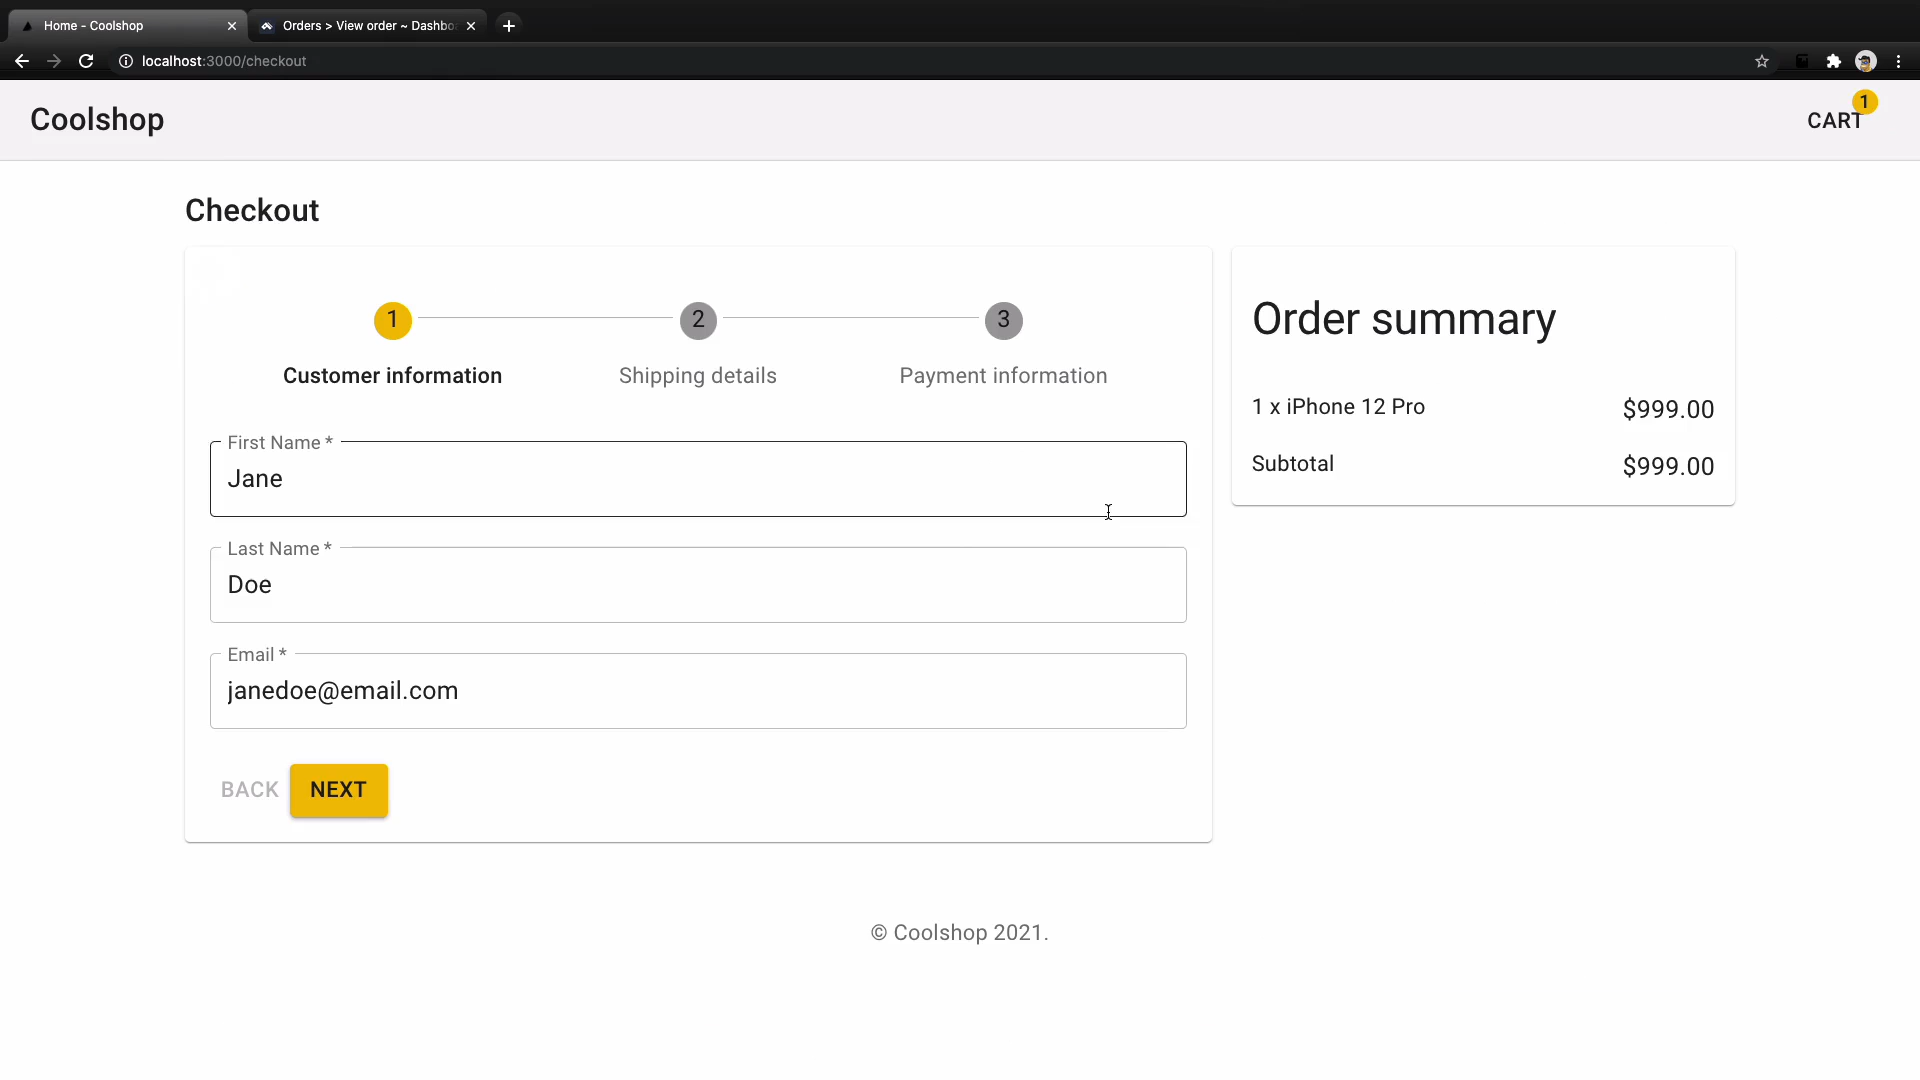 Home - Coolshop
Orders > View order ~ Dashbo
localhost:3000/checkout
Coolshop
CART
1
Checkout
1
2
3
Customer information
Shipping details
Payment information
First Name *
Jane
Last Name *
Doe
Email *
janedoe@email.com
BACK
NEXT
Order summary
1 x iPhone 12 Pro
$999.00
Subtotal
$999.00
© Coolshop 2021.